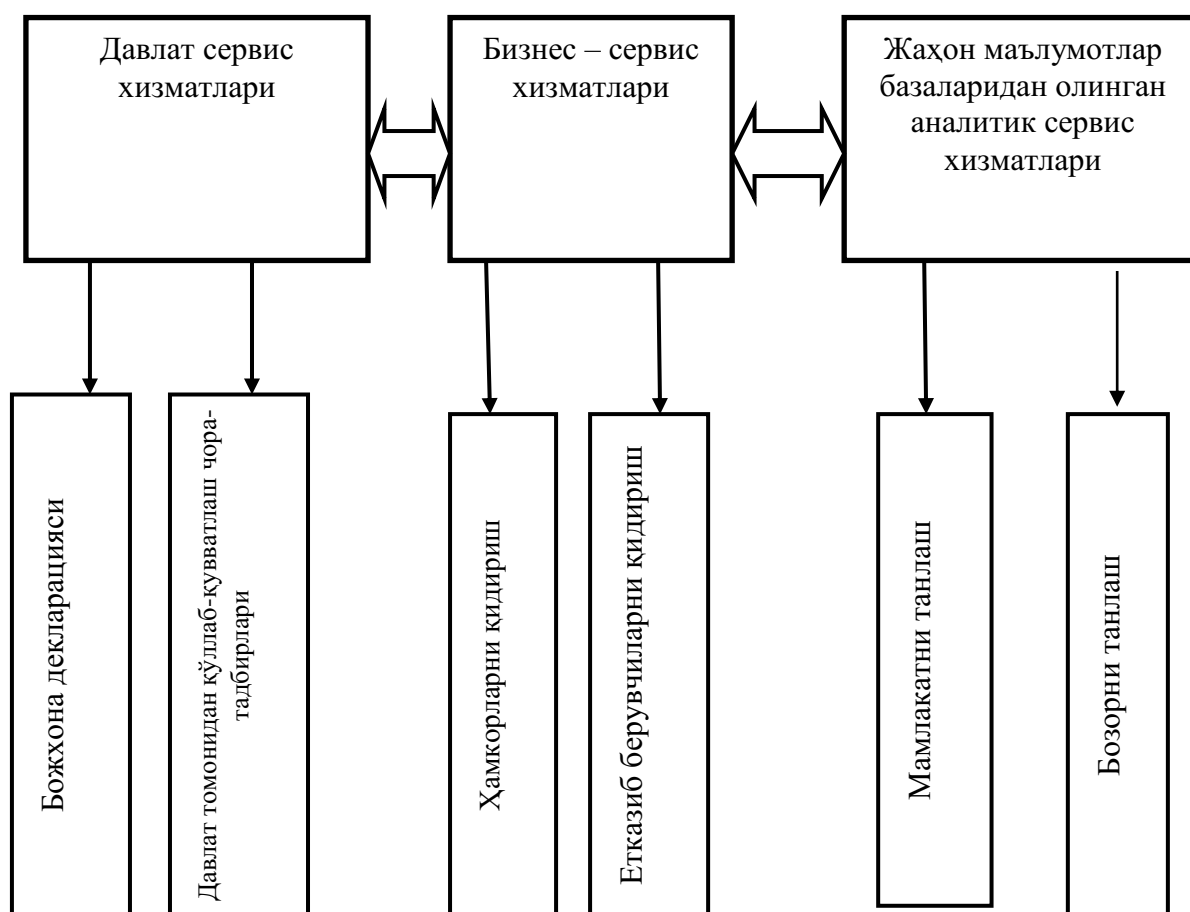 Давлат сервис
хизматлари
Бизнес – сервис
хизматлари
Жаҳон маълумотлар
базаларидан олинган
аналитик сервис
хизматлари
Божхона декларацияси
Давлат томонидан қўллаб-қувватлаш чора-
тадбирлари
Ҳамкорларни қидириш
Етказиб берувчиларни қидириш
Мамлакатни танлаш
Бозорни танлаш